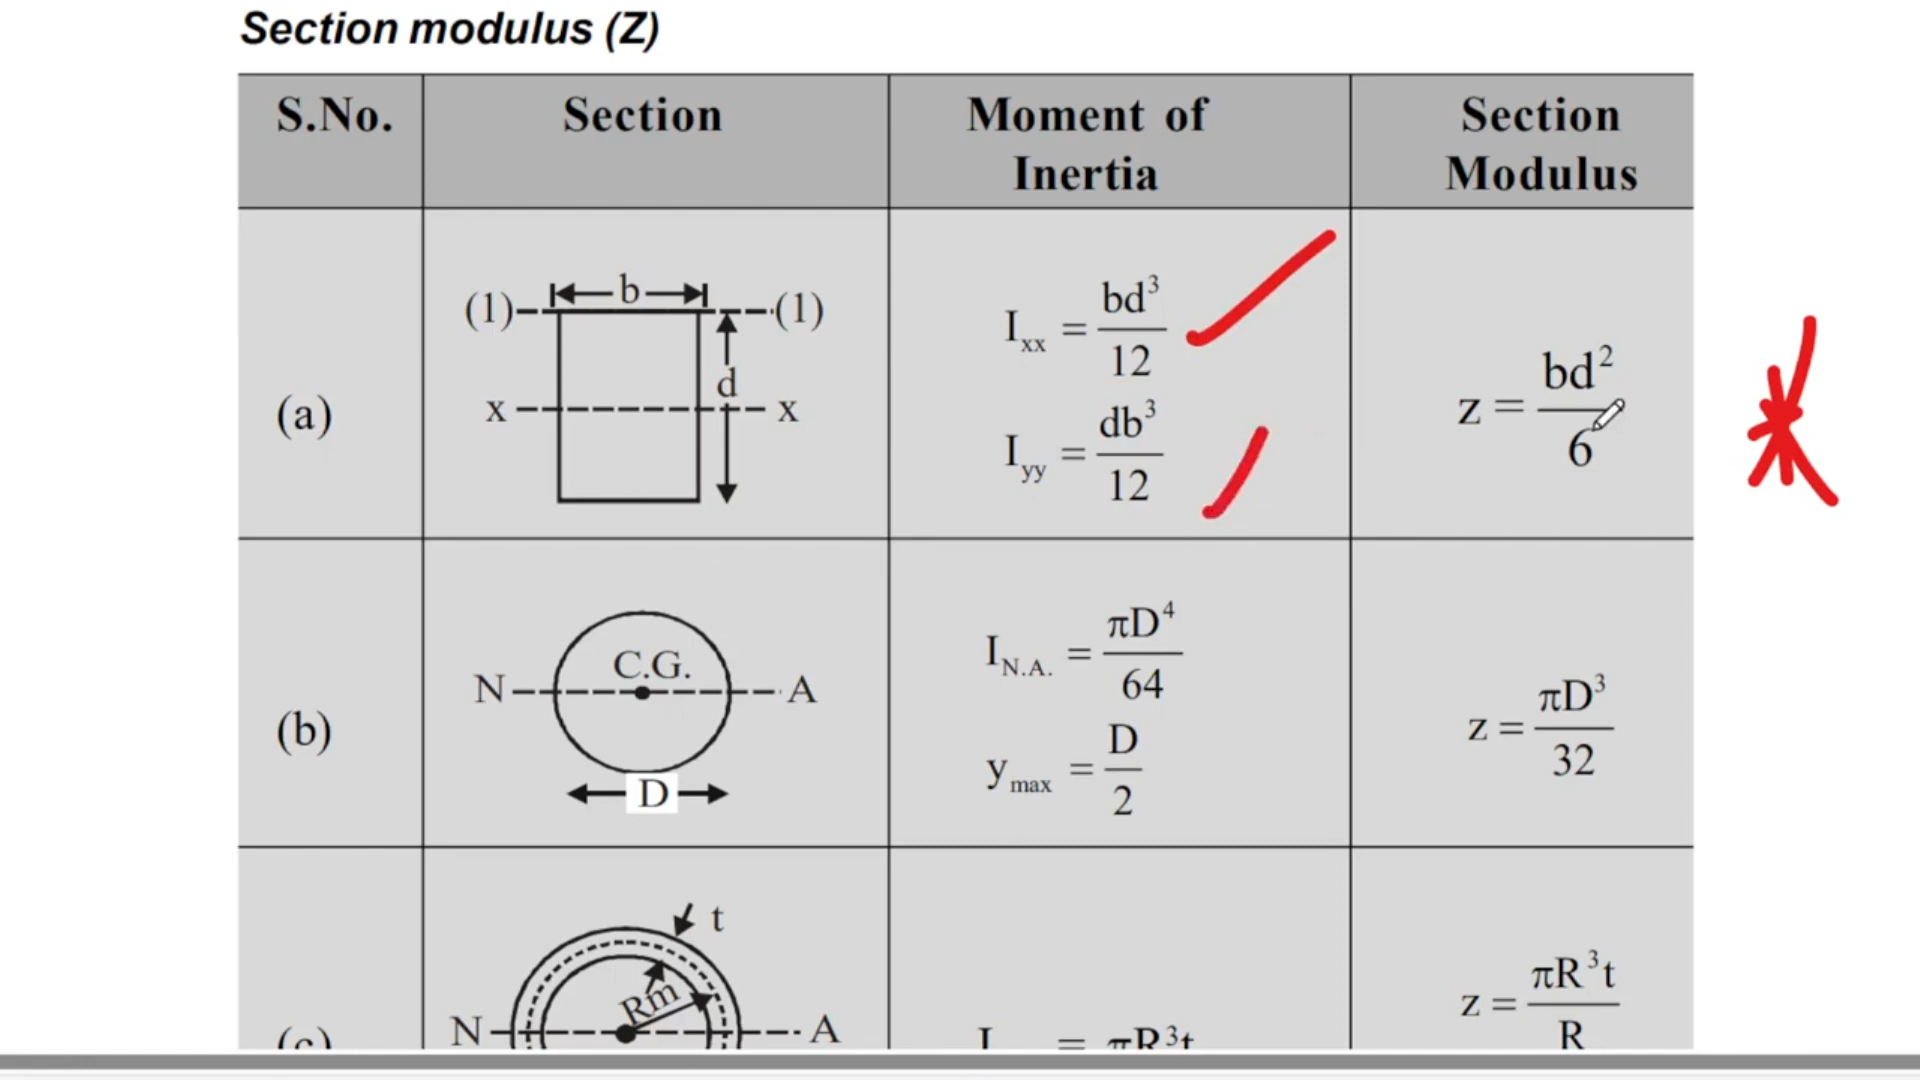 Section modulus (Z)
S.No. Section Moment of Inertia Section Modulus
(a)
(1) b (1)
d
x x
I_xx = bd³/12
I_yy = db³/12
z = bd²/6
(b)
C.G.
N A
D
I_N.A. = πD⁴/64
y_max = D/2
z = πD³/32
(c)
t
Rm
N A
I = πR³t
z = πR³t/R